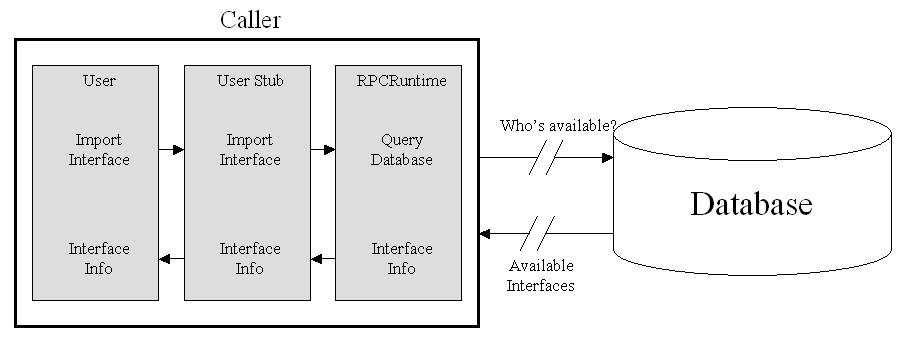 Caller
User
User Stub
RPCRuntime
Import
Interface
Import
Interface
Query
Database
Who's available?
Database
Interface
Info
Interface
Info
Interface
Info
Available
Interfaces